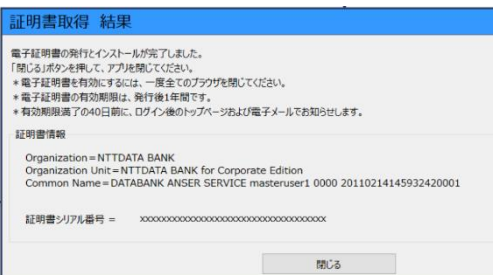 証明書取得 結果
電子証明書の発行とインストールが完了しました。
「閉じる」ボタンを押して、アプリを閉じてください。
＊電子証明書を有効にするには、一度全てのブラウザを閉じてください。
＊電子証明書の有効期限は、発行後1年間です。
＊有効期限満了の40日前に、ログイン後のトップページおよび電子メールでお知らせします。
証明書情報
Organization=NTTDATA BANK
Organization Unit=NTTDATA BANK for Corporate Edition
Common Name=DATABANK ANSER SERVICE masteruser1 0000 20110214145932420001
証明書シリアル番号 = xxxxxxxxxxxxxxxxxxxxxxxxxxxxxxxxxxx
閉じる